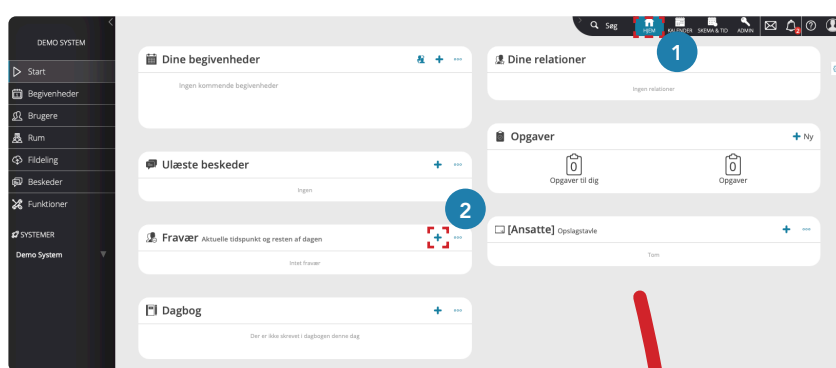 DEMO SYSTEM
Start
Begivenheder
Brugere
Rum
Fildeling
Beskeder
Funktioner
SYSTEMER
Demo System
Søg
HJEM
KALENDER
SKEMA & TID
ADMIN
2
1
Dine begivenheder
Ingen kommende begivenheder
Ulæste beskeder
Ingen
2
Fravær Aktuelle tidspunkt og resten af dagen
Intet fravær
Dagbog
Der er ikke skrevet i dagbogen denne dag
Dine relationer
Ingen relationer
Opgaver
Ny
0
Opgaver til dig
0
Opgaver
[Ansatte] Opslagstavle
Tom